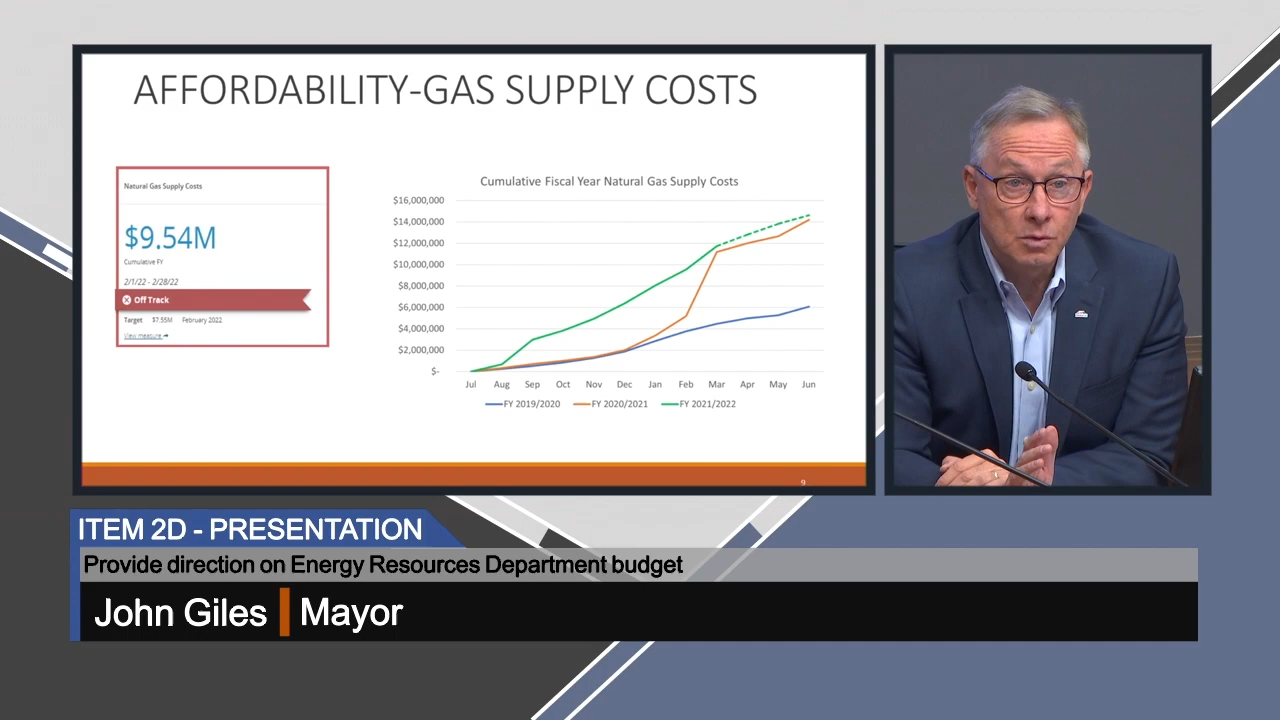 AFFORDABILITY-GAS SUPPLY COSTS
Natural Gas Supply Costs
$9.54M
Cumulative FY
2/1/22 - 2/28/22
Off Track
Target $7.55M February 2022
View measure
Cumulative Fiscal Year Natural Gas Supply Costs
$16,000,000
$14,000,000
$12,000,000
$10,000,000
$8,000,000
$6,000,000
$4,000,000
$2,000,000
$-
Jul Aug Sep Oct Nov Dec Jan Feb Mar Apr May Jun
FY 2019/2020 FY 2020/2021 FY 2021/2022
9
ITEM 2D - PRESENTATION
Provide direction on Energy Resources Department budget
John Giles Mayor